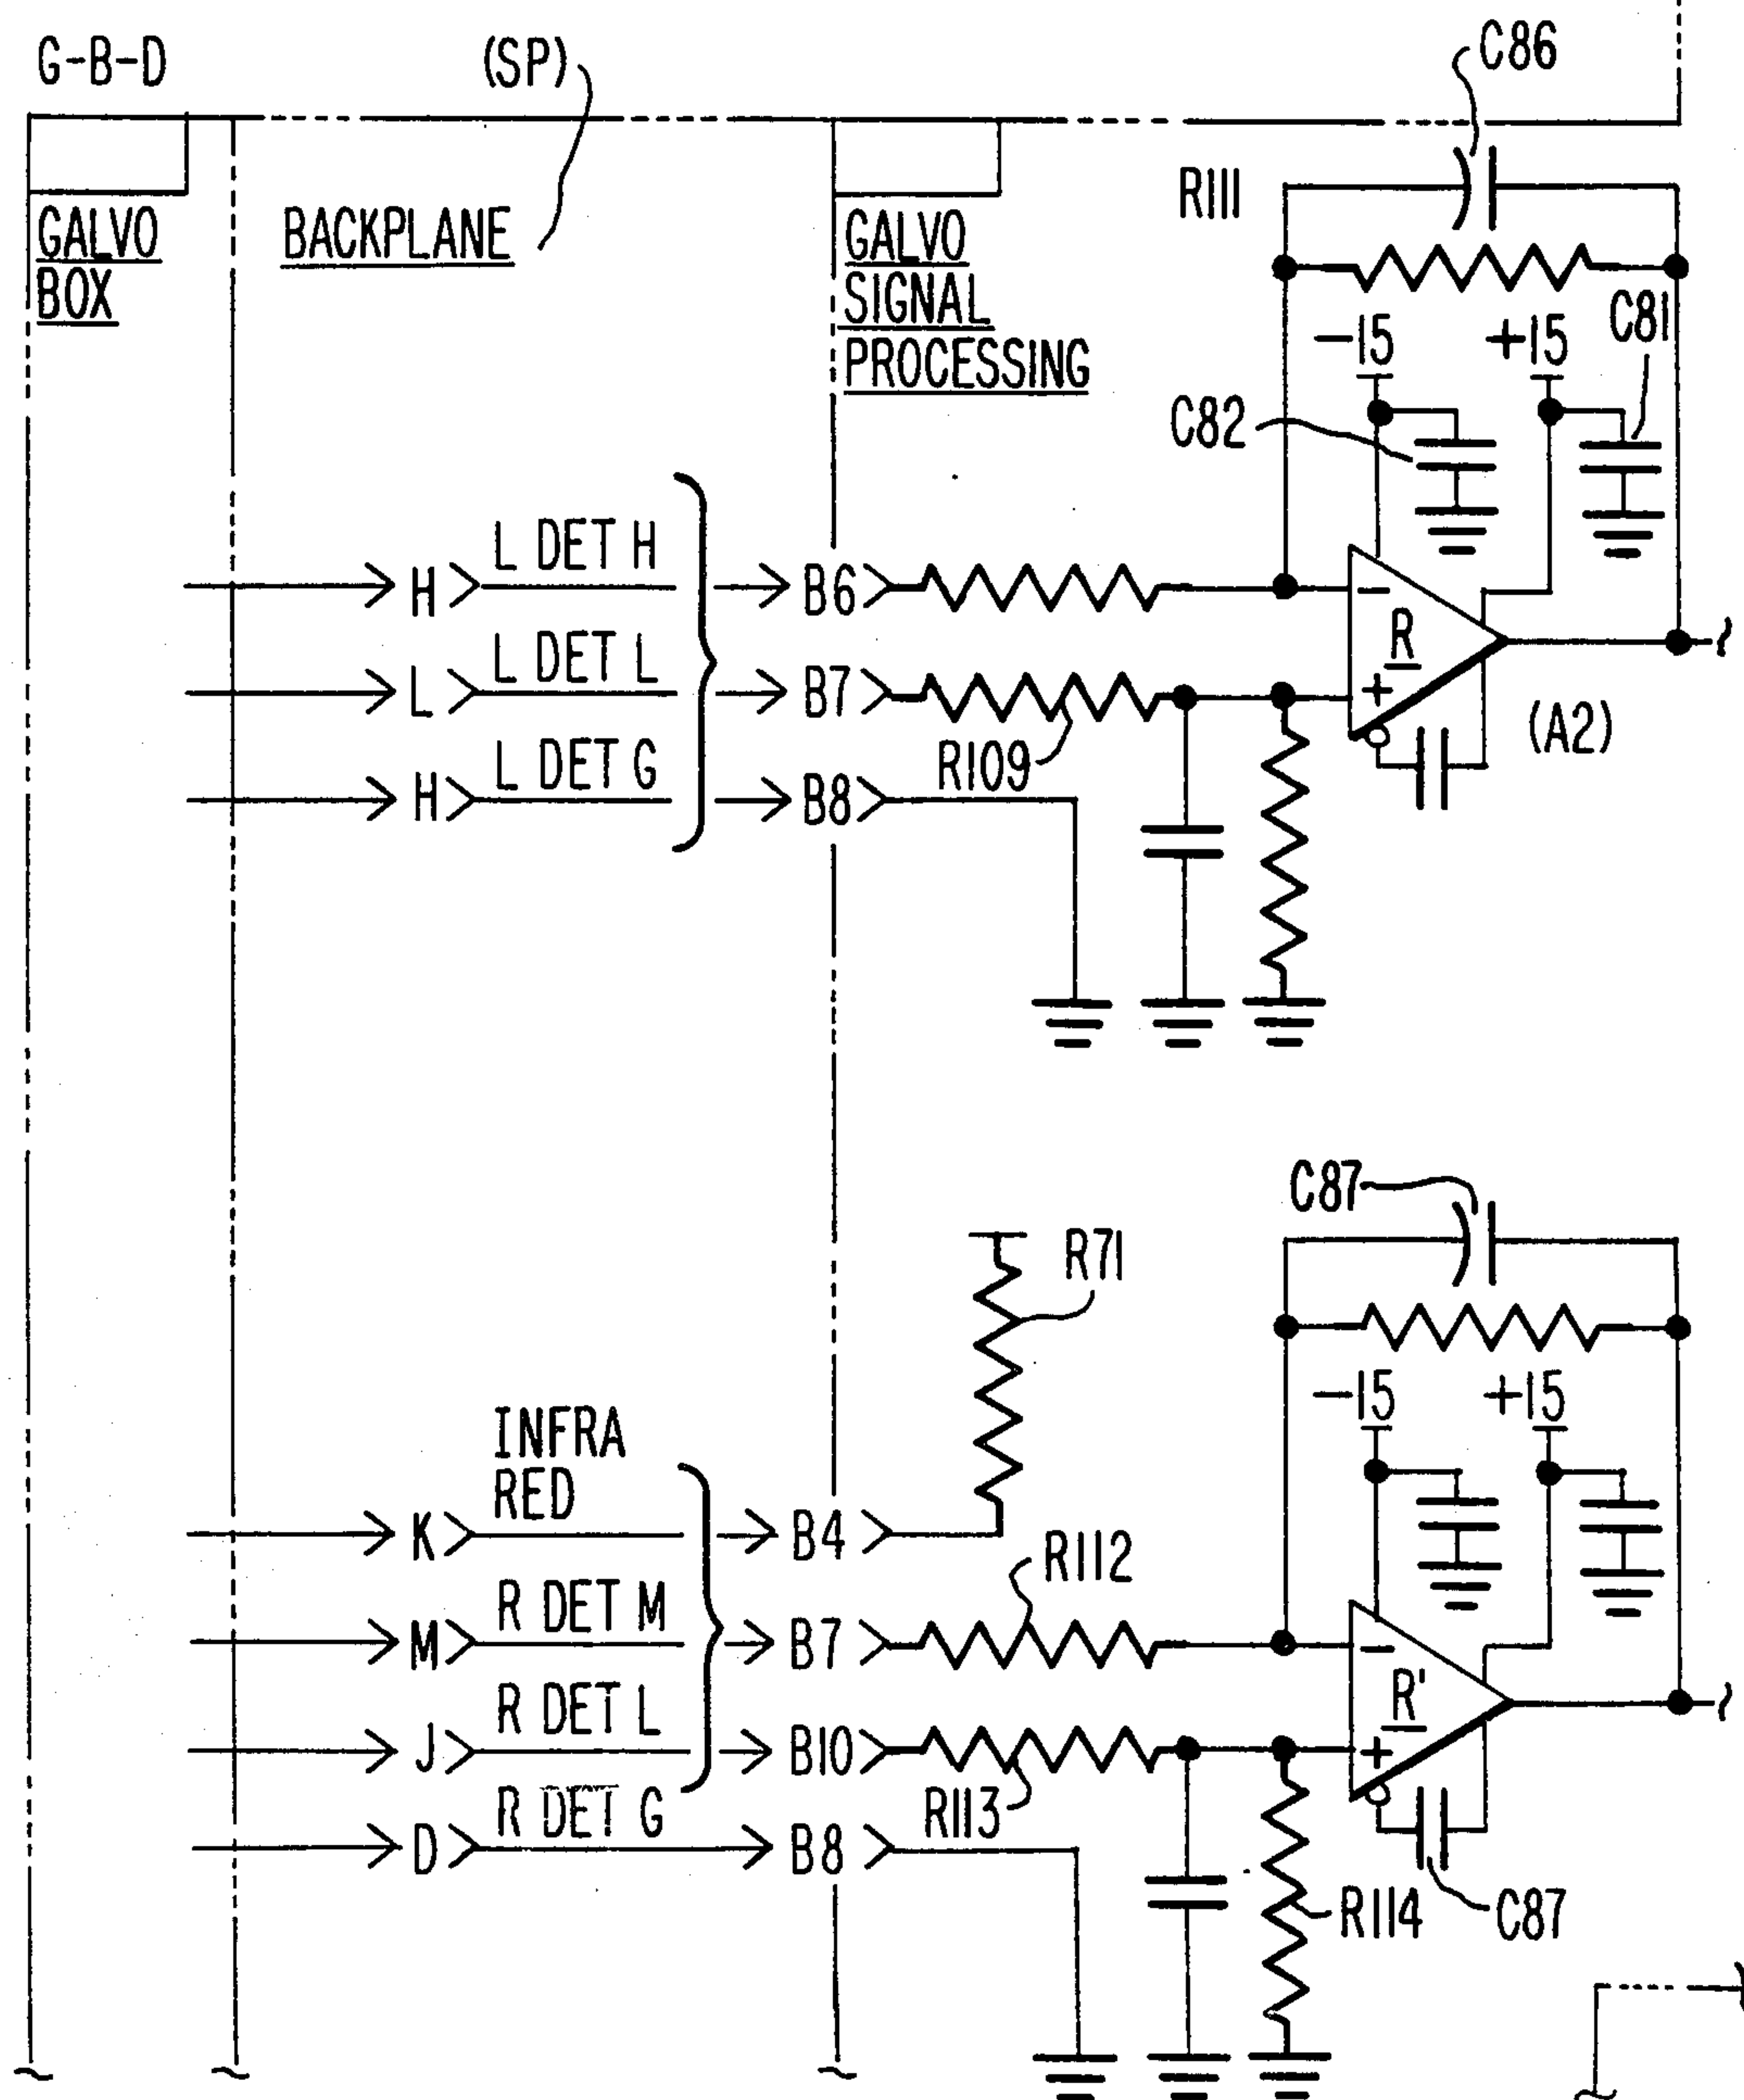 G-B-D
(SP)
C86
GALVO
BOX
BACKPLANE
GALVO
SIGNAL
PROCESSING
R111
-15
+15
C81
C82
H
L DET H
B6
L
L DET L
B7
H
L DET G
B8
R109
-
R
+
(A2)
C87
R71
-15
+15
INFRA
RED
K
B4
R112
M
R DET M
B7
J
R DET L
B10
R113
D
R DET G
B8
-
R'
+
R114
C87